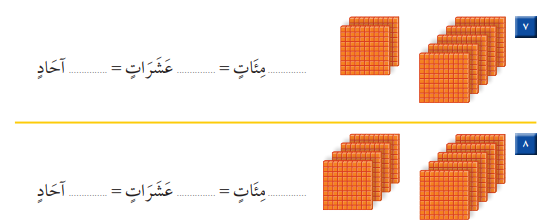 ٧
............... مِئَاتٍ = ............... عَشَرَاتٍ = ............... آحَادٍ
٨
............... مِئَاتٍ = ............... عَشَرَاتٍ = ............... آحَادٍ